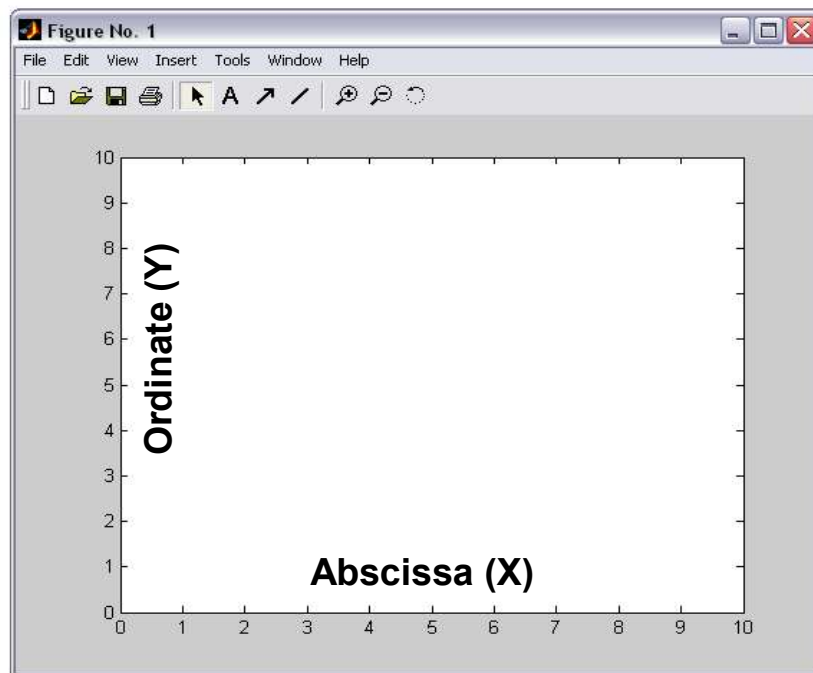 Figure No. 1
File Edit View Insert Tools Window Help
A
10
9
8
7
6
5
4
3
2
1
0
Ordinate (Y)
Abscissa (X)
0 1 2 3 4 5 6 7 8 9 10